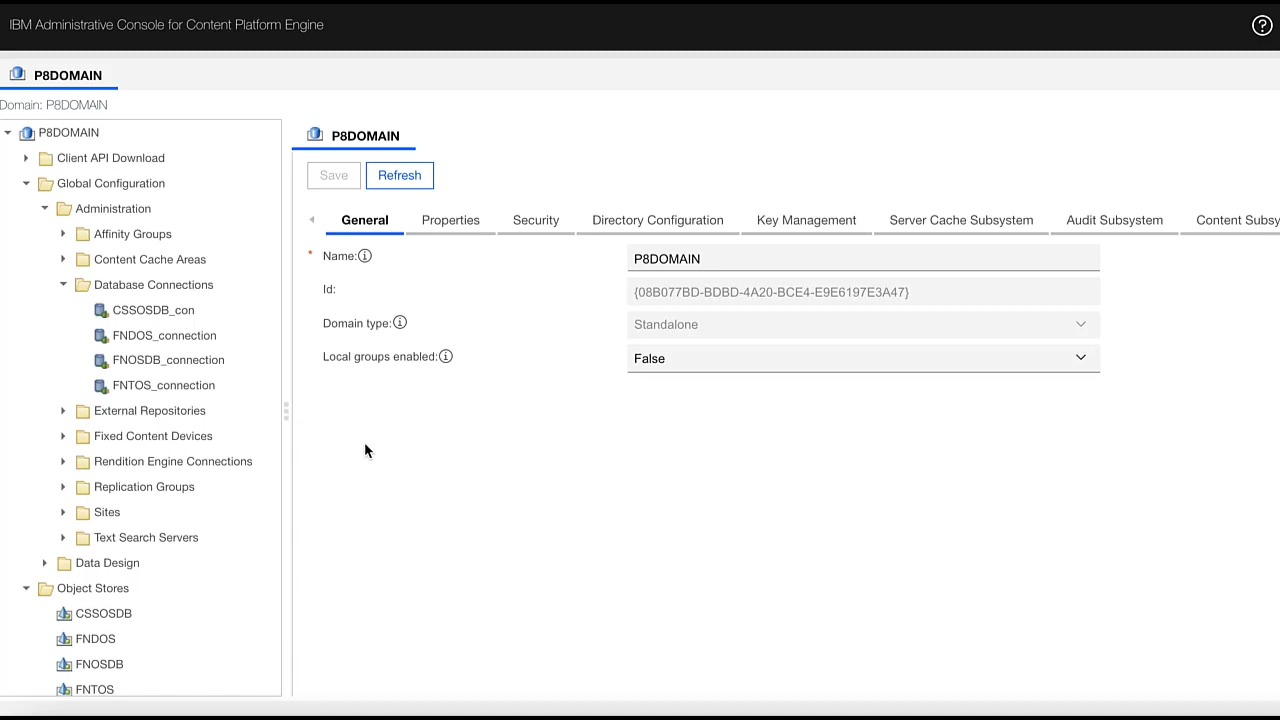 IBM Administrative Console for Content Platform Engine
P8DOMAIN
Domain: P8DOMAIN
P8DOMAIN
Client API Download
Global Configuration
Administration
Affinity Groups
Content Cache Areas
Database Connections
CSSOSDB_con
FNDOS_connection
FNOSDB_connection
FNTOS_connection
External Repositories
Fixed Content Devices
Rendition Engine Connections
Replication Groups
Sites
Text Search Servers
Data Design
Object Stores
CSSOSDB
FNDOS
FNOSDB
FNTOS
P8DOMAIN
Save Refresh
General Properties Security Directory Configuration Key Management Server Cache Subsystem Audit Subsystem Content Subsy
* Name: P8DOMAIN
Id: {08B077BD-BDBD-4A20-BCE4-E9E6197E3A47}
Domain type: Standalone
Local groups enabled: False